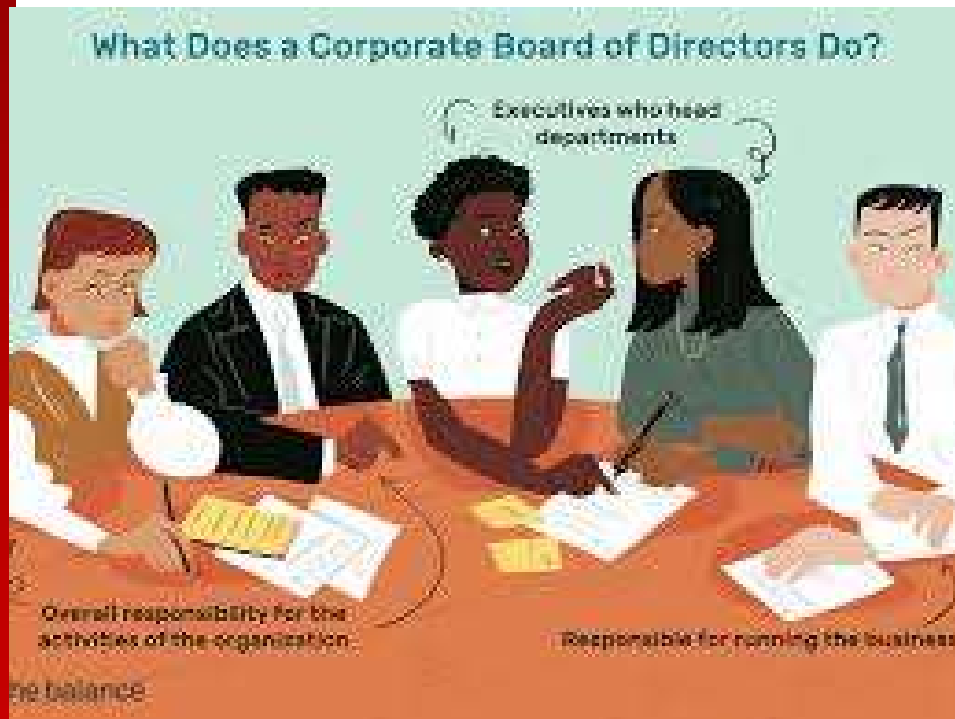 What Does a Corporate Board of Directors Do?
Executives who head
departments
Overall responsibility for the
activities of the organization
Responsible for running the business
he balance